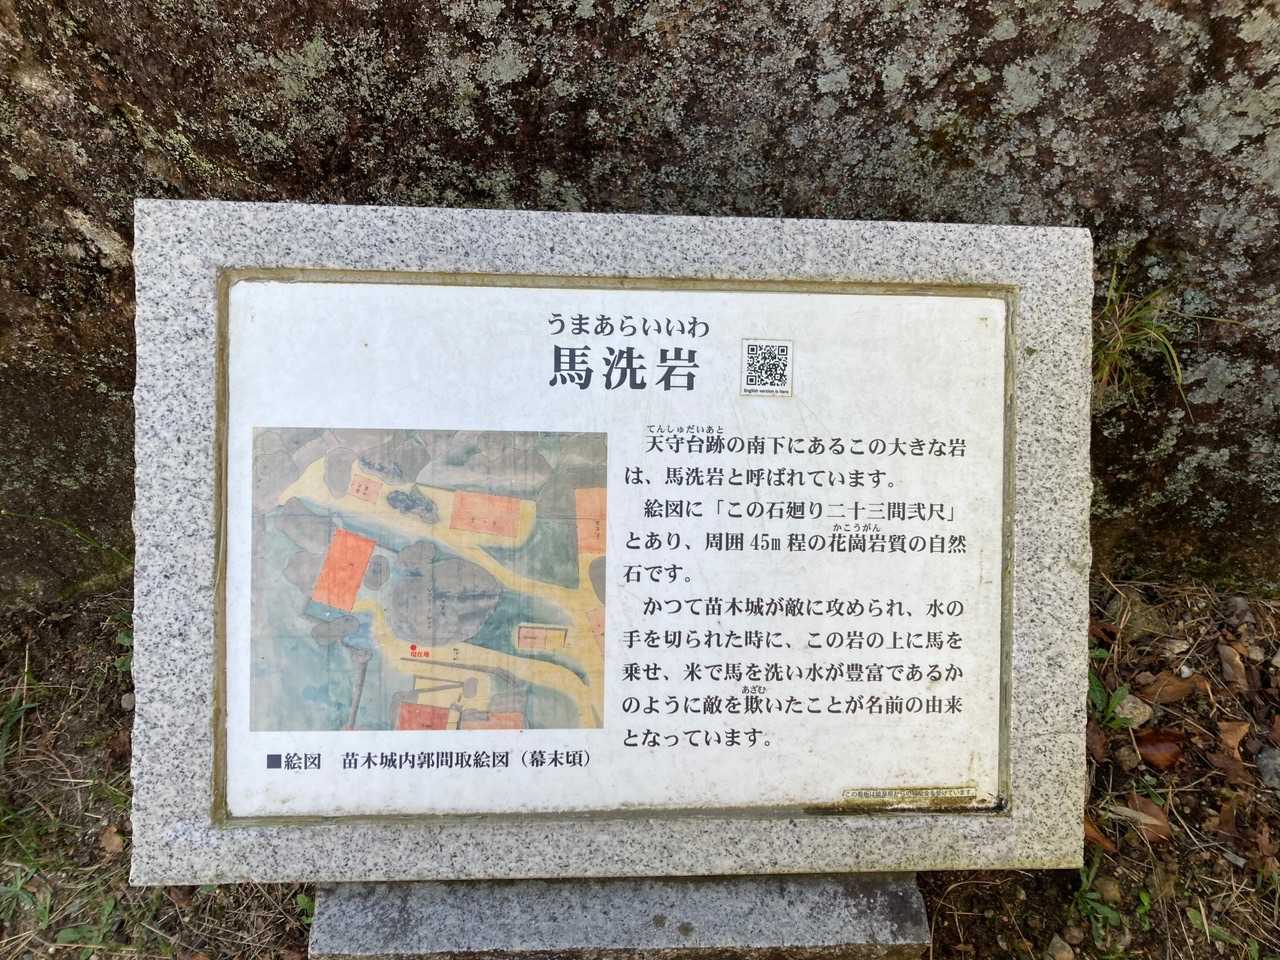 うまあらいいわ
馬洗岩
English version is here
てんしゅだいあと
天守台跡の南下にあるこの大きな岩
は、馬洗岩と呼ばれています。
絵図に「この石廻り二十三間弐尺」
かこうがん
とあり、周囲45m程の花崗岩質の自然
石です。
かつて苗木城が敵に攻められ、水の
手を切られた時に、この岩の上に馬を
乗せ、米で馬を洗い水が豊富であるか
あざむ
のように敵を欺いたことが名前の由来
となっています。
現在地
■絵図　苗木城内郭間取絵図（幕末頃）